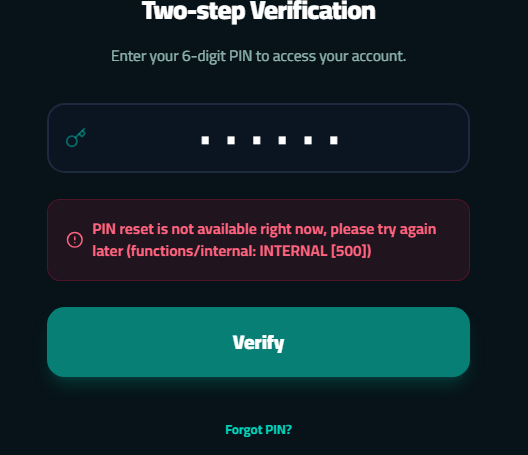 Two-step Verification
Enter your 6-digit PIN to access your account.
PIN reset is not available right now, please try again
later (functions/internal: INTERNAL [500])
Verify
Forgot PIN?